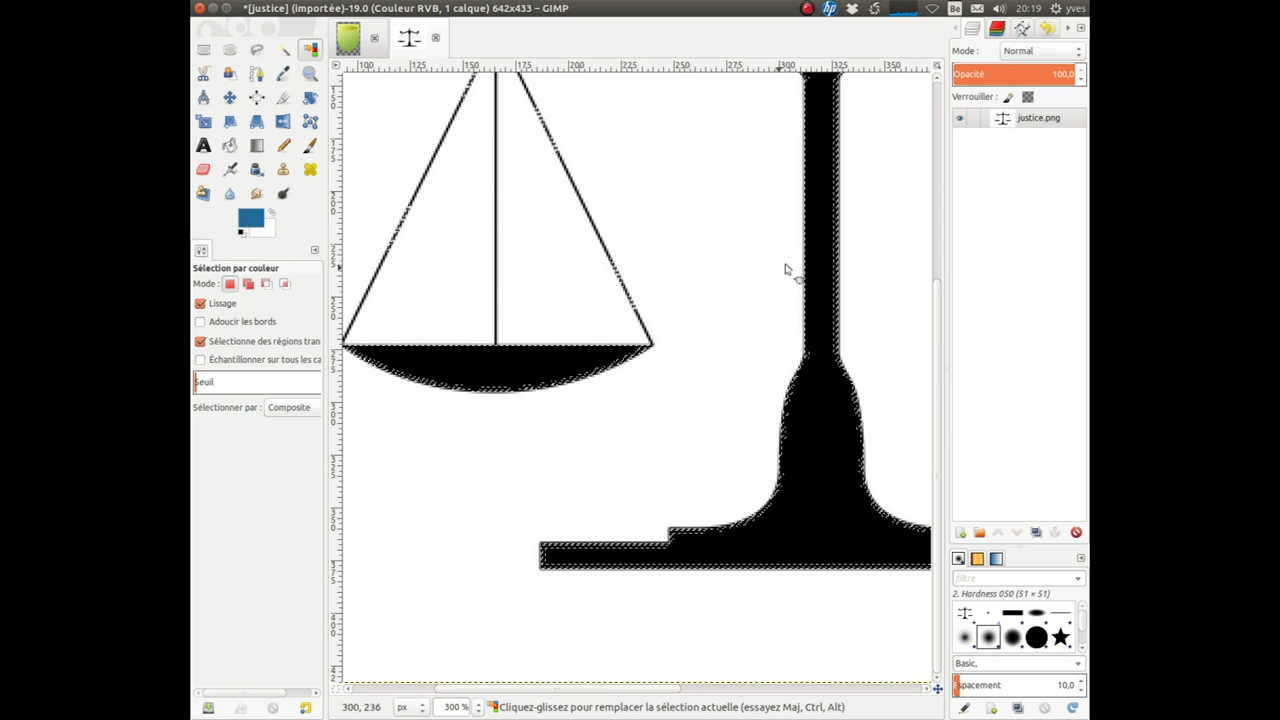 *[justice] (importée)-19.0 (Couleur RVB, 1 calque) 642x433 – GIMP
hp
Be
20:19
yves
100 125 150 175 200 225 250 275 300 325 350
Mode : Normal
Opacité 100,0
Verrouiller :
justice.png
A
Sélection par couleur
Mode :
Lissage
Adoucir les bords
Sélectionne des régions tran
Échantillonner sur tous les ca
Seuil
Sélectionner par : Composite
filtre
2. Hardness 050 (51 × 51)
Basic,
spacement 10,0
300, 236 px 300 % Cliquez-glissez pour remplacer la sélection actuelle (essayez Maj, Ctrl, Alt)